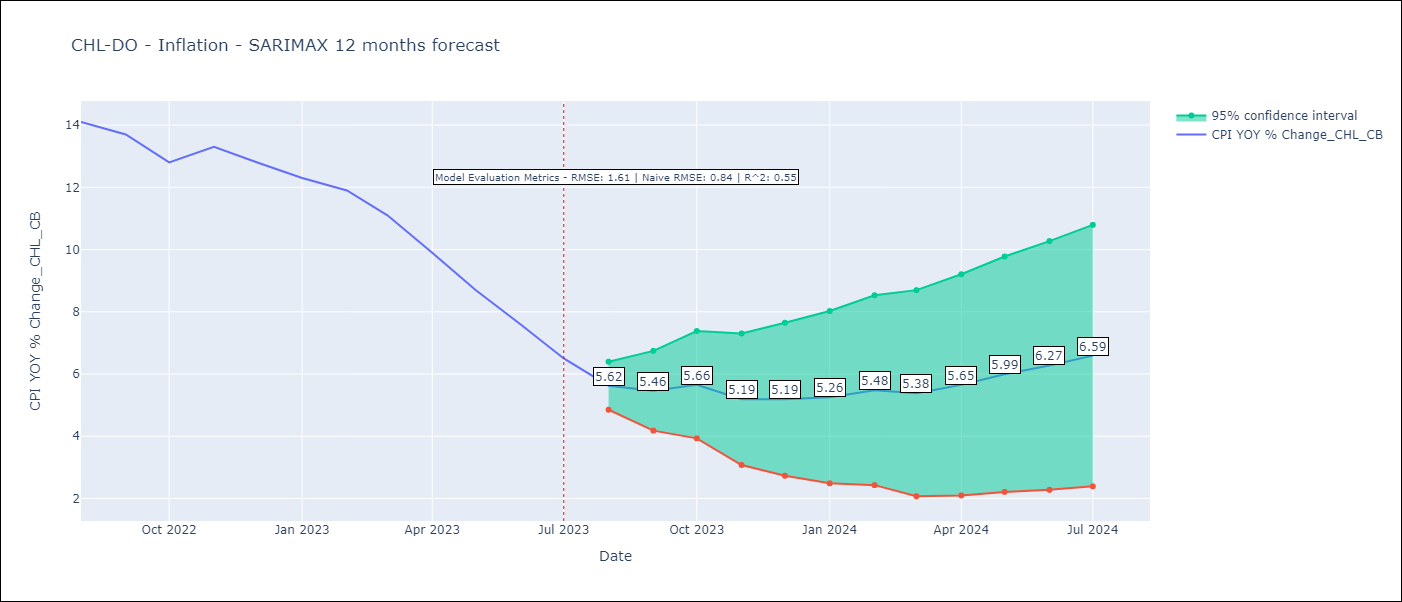 CHL-DO - Inflation - SARIMAX 12 months forecast
95% confidence interval
CPI YOY % Change_CHL_CB
Model Evaluation Metrics - RMSE: 1.61 | Naive RMSE: 0.84 | R^2: 0.55
CPI YOY % Change_CHL_CB
14
12
10
8
6
4
2
5.62
5.46
5.66
5.19
5.19
5.26
5.48
5.38
5.65
5.99
6.27
6.59
Oct 2022
Jan 2023
Apr 2023
Jul 2023
Oct 2023
Jan 2024
Apr 2024
Jul 2024
Date